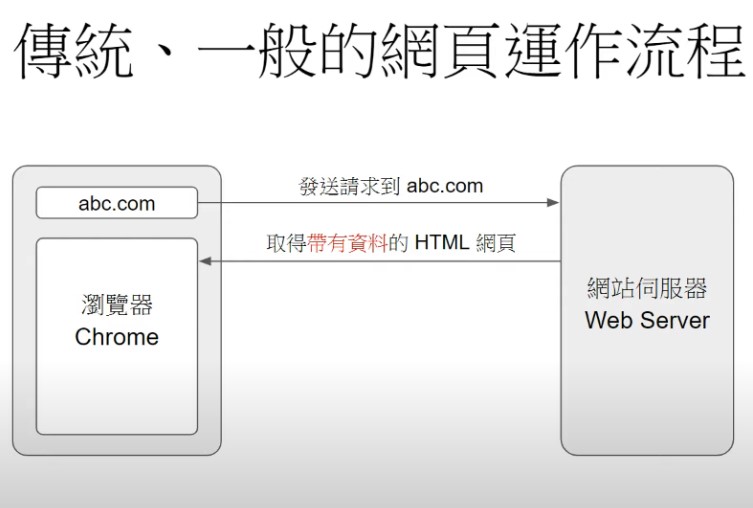 傳統、一般的網頁運作流程
abc.com
發送請求到 abc.com
取得帶有資料的 HTML 網頁
瀏覽器
Chrome
網站伺服器
Web Server